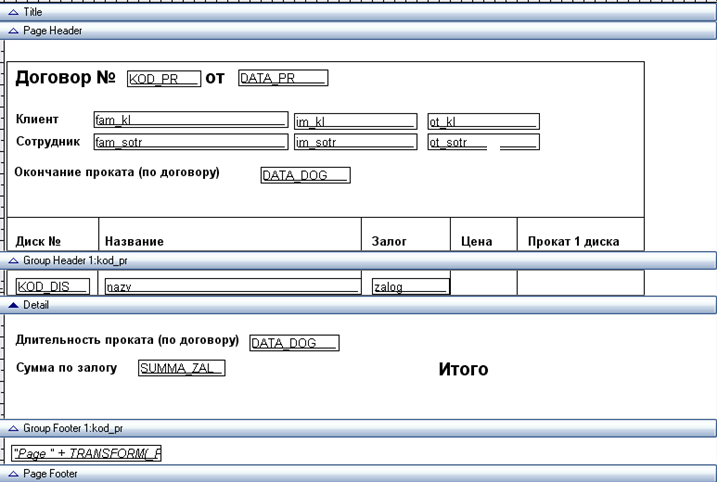 Title
Page Header
Договор № KOD_PR от DATA_PR
Клиент fam_kl im_kl ot_kl
Сотрудник fam_sotr im_sotr ot_sotr
Окончание проката (по договору) DATA_DOG
Диск № Название Залог Цена Прокат 1 диска
Group Header 1:kod_pr
KOD_DIS nazv zalog
Detail
Длительность проката (по договору) DATA_DOG
Сумма по залогу SUMMA_ZAL Итого
Group Footer 1:kod_pr
"Page " + TRANSFORM(_P
Page Footer